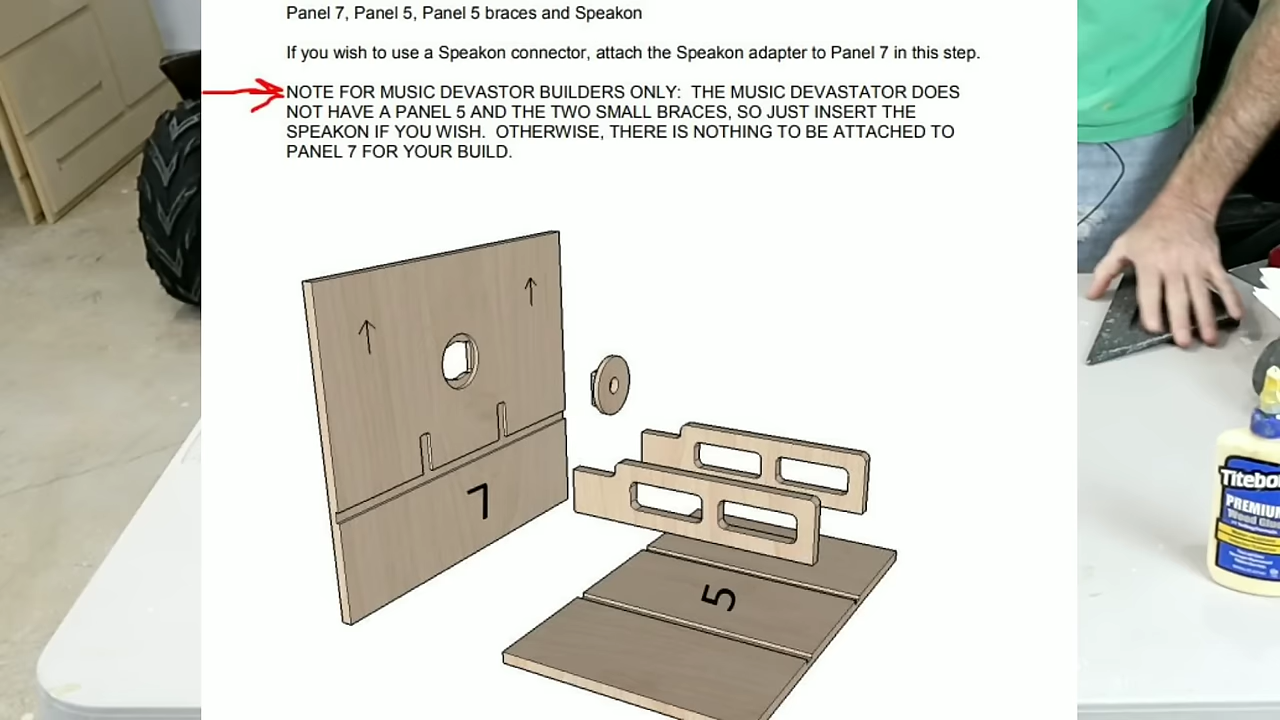 Panel 7, Panel 5, Panel 5 braces and Speakon
If you wish to use a Speakon connector, attach the Speakon adapter to Panel 7 in this step.
NOTE FOR MUSIC DEVASTOR BUILDERS ONLY: THE MUSIC DEVASTATOR DOES
NOT HAVE A PANEL 5 AND THE TWO SMALL BRACES, SO JUST INSERT THE
SPEAKON IF YOU WISH. OTHERWISE, THERE IS NOTHING TO BE ATTACHED TO
PANEL 7 FOR YOUR BUILD.
7
5
PREMIUM
Wood Glue